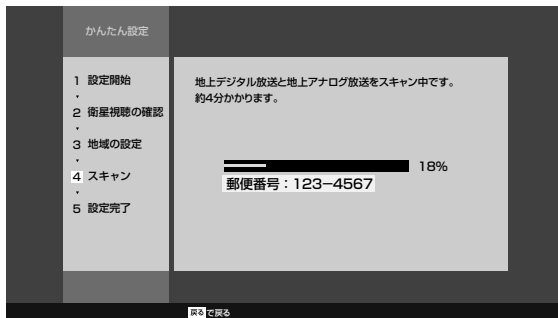 かんたん設定
1 設定開始
2 衛星視聴の確認
3 地域の設定
4 スキャン
5 設定完了
地上デジタル放送と地上アナログ放送をスキャン中です。
約4分かかります。
18%
郵便番号：123−4567
戻る で戻る